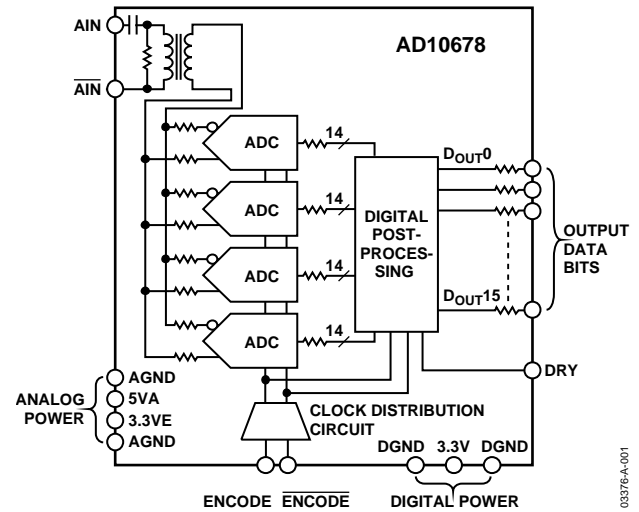 AIN
AD10678
AIN
ADC
14
DOUT0
ADC
14
DIGITAL
POST-
PROCES-
SING
OUTPUT
DATA
BITS
ADC
14
DOUT15
ADC
14
DRY
ANALOG
POWER
AGND
5VA
3.3VE
AGND
CLOCK DISTRIBUTION
CIRCUIT
DGND 3.3V DGND
ENCODE ENCODE
DIGITAL POWER
03376-A-001